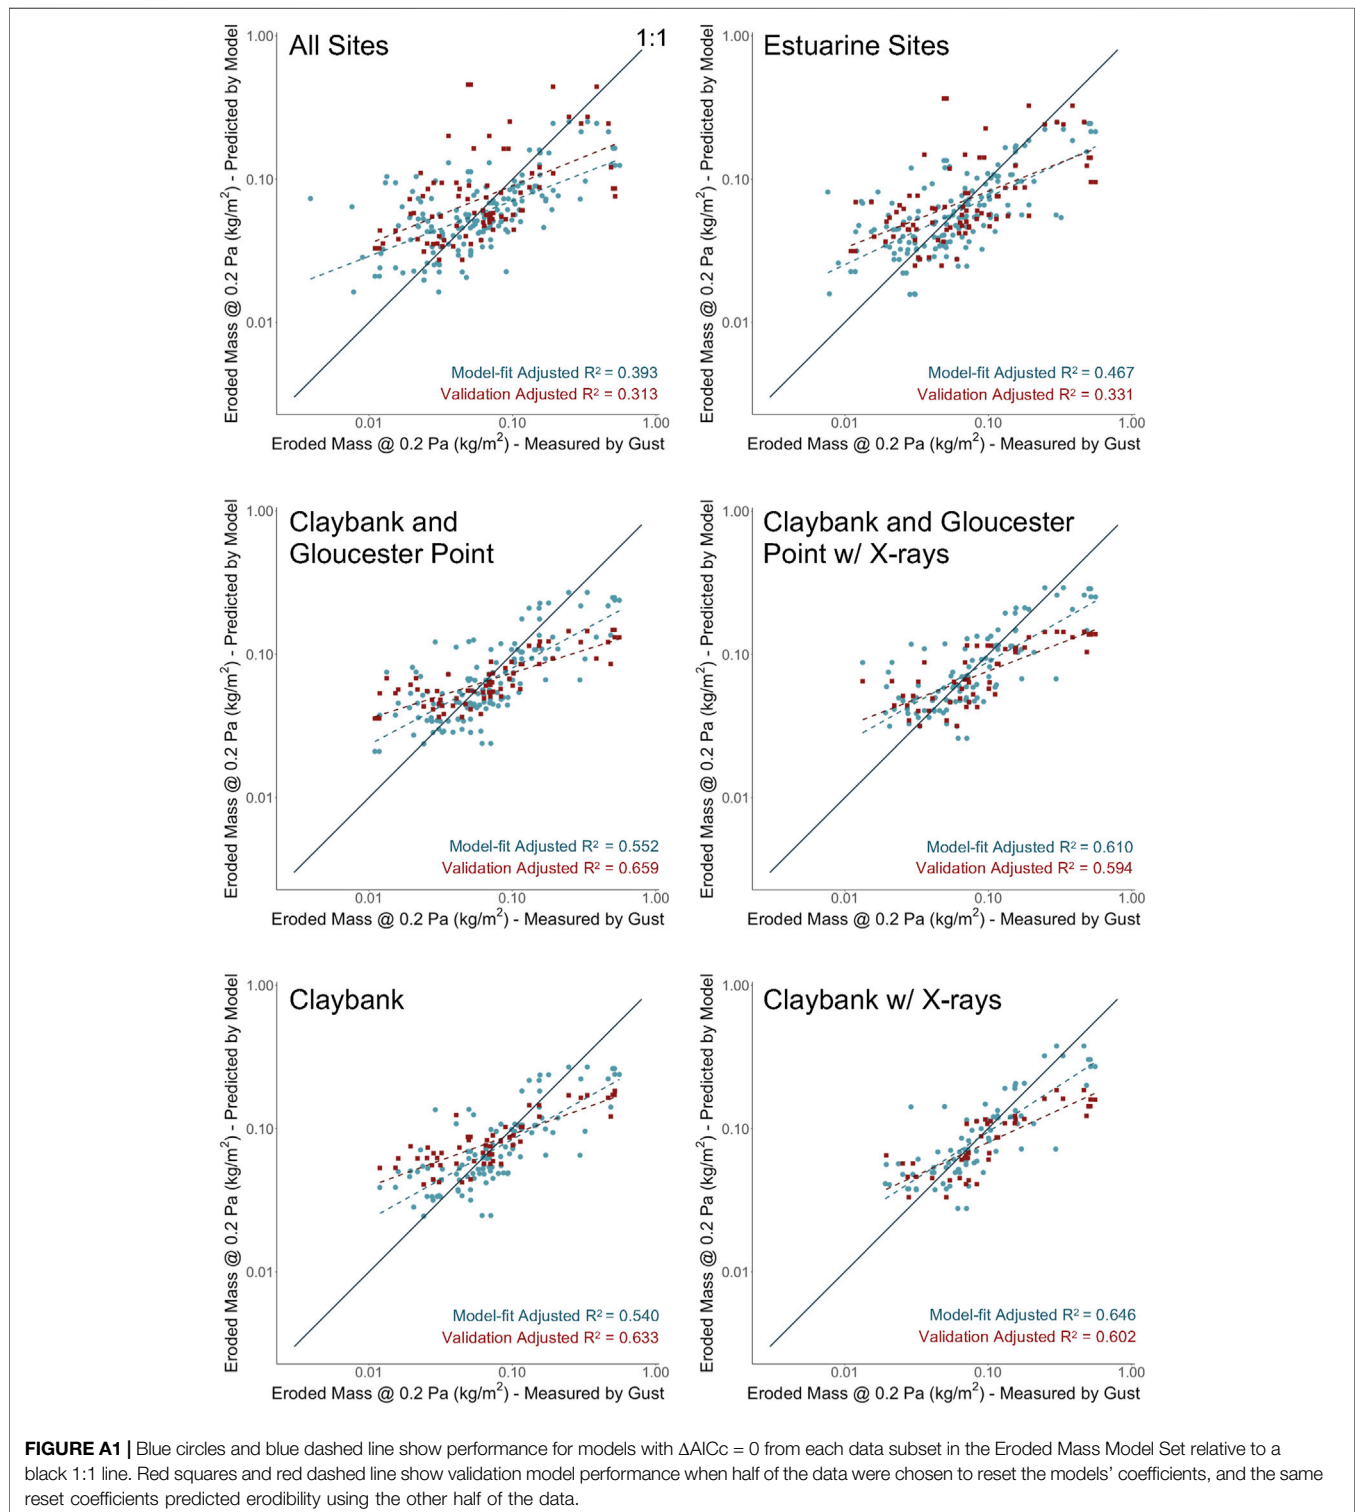 All Sites
1:1
Eroded Mass @ 0.2 Pa (kg/m²) - Predicted by Model
1.00
0.10
0.01
Model-fit Adjusted R² = 0.393
Validation Adjusted R² = 0.313
0.01 0.10 1.00
Eroded Mass @ 0.2 Pa (kg/m²) - Measured by Gust
Estuarine Sites
Eroded Mass @ 0.2 Pa (kg/m²) - Predicted by Model
1.00
0.10
0.01
Model-fit Adjusted R² = 0.467
Validation Adjusted R² = 0.331
0.01 0.10 1.00
Eroded Mass @ 0.2 Pa (kg/m²) - Measured by Gust
Claybank and
Gloucester Point
Eroded Mass @ 0.2 Pa (kg/m²) - Predicted by Model
1.00
0.10
0.01
Model-fit Adjusted R² = 0.552
Validation Adjusted R² = 0.659
0.01 0.10 1.00
Eroded Mass @ 0.2 Pa (kg/m²) - Measured by Gust
Claybank and Gloucester
Point w/ X-rays
Eroded Mass @ 0.2 Pa (kg/m²) - Predicted by Model
1.00
0.10
0.01
Model-fit Adjusted R² = 0.610
Validation Adjusted R² = 0.594
0.01 0.10 1.00
Eroded Mass @ 0.2 Pa (kg/m²) - Measured by Gust
Claybank
Eroded Mass @ 0.2 Pa (kg/m²) - Predicted by Model
1.00
0.10
0.01
Model-fit Adjusted R² = 0.540
Validation Adjusted R² = 0.633
0.01 0.10 1.00
Eroded Mass @ 0.2 Pa (kg/m²) - Measured by Gust
Claybank w/ X-rays
Eroded Mass @ 0.2 Pa (kg/m²) - Predicted by Model
1.00
0.10
0.01
Model-fit Adjusted R² = 0.646
Validation Adjusted R² = 0.602
0.01 0.10 1.00
Eroded Mass @ 0.2 Pa (kg/m²) - Measured by Gust
FIGURE A1 | Blue circles and blue dashed line show performance for models with ΔAICc = 0 from each data subset in the Eroded Mass Model Set relative to a
black 1:1 line. Red squares and red dashed line show validation model performance when half of the data were chosen to reset the models' coefficients, and the same
reset coefficients predicted erodibility using the other half of the data.